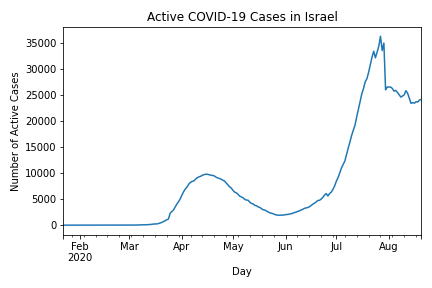 Active COVID-19 Cases in Israel
35000
30000
25000
20000
15000
10000
5000
0
Number of Active Cases
Feb Mar Apr May Jun Jul Aug
2020
Day